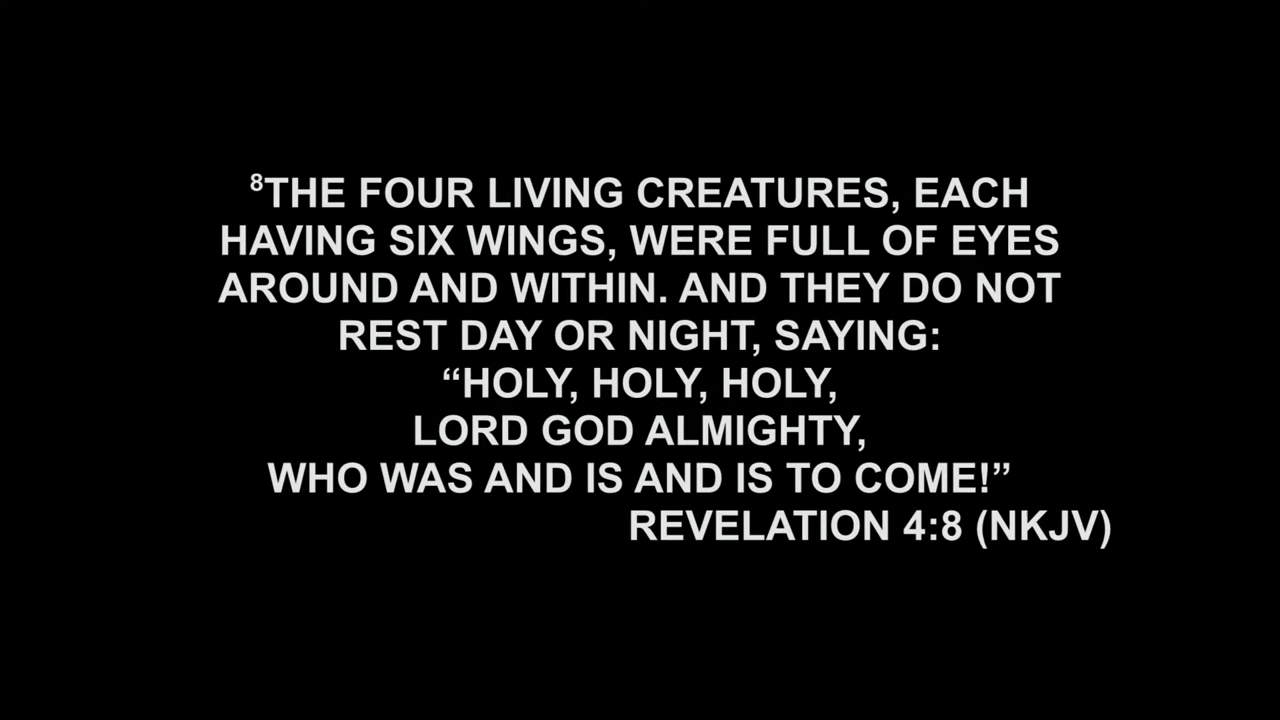 ⁸THE FOUR LIVING CREATURES, EACH
HAVING SIX WINGS, WERE FULL OF EYES
AROUND AND WITHIN. AND THEY DO NOT
REST DAY OR NIGHT, SAYING:
“HOLY, HOLY, HOLY,
LORD GOD ALMIGHTY,
WHO WAS AND IS AND IS TO COME!”
REVELATION 4:8 (NKJV)